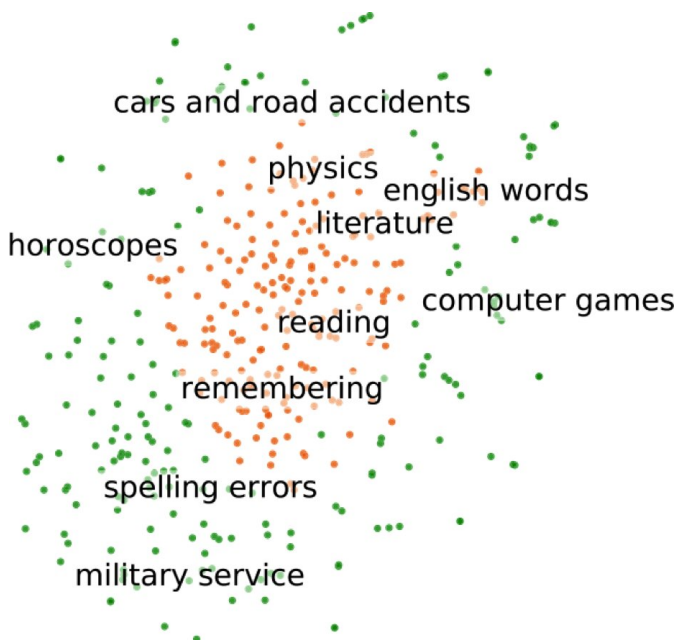 cars and road accidents
physics
english words
literature
horoscopes
computer games
reading
remembering
spelling errors
military service